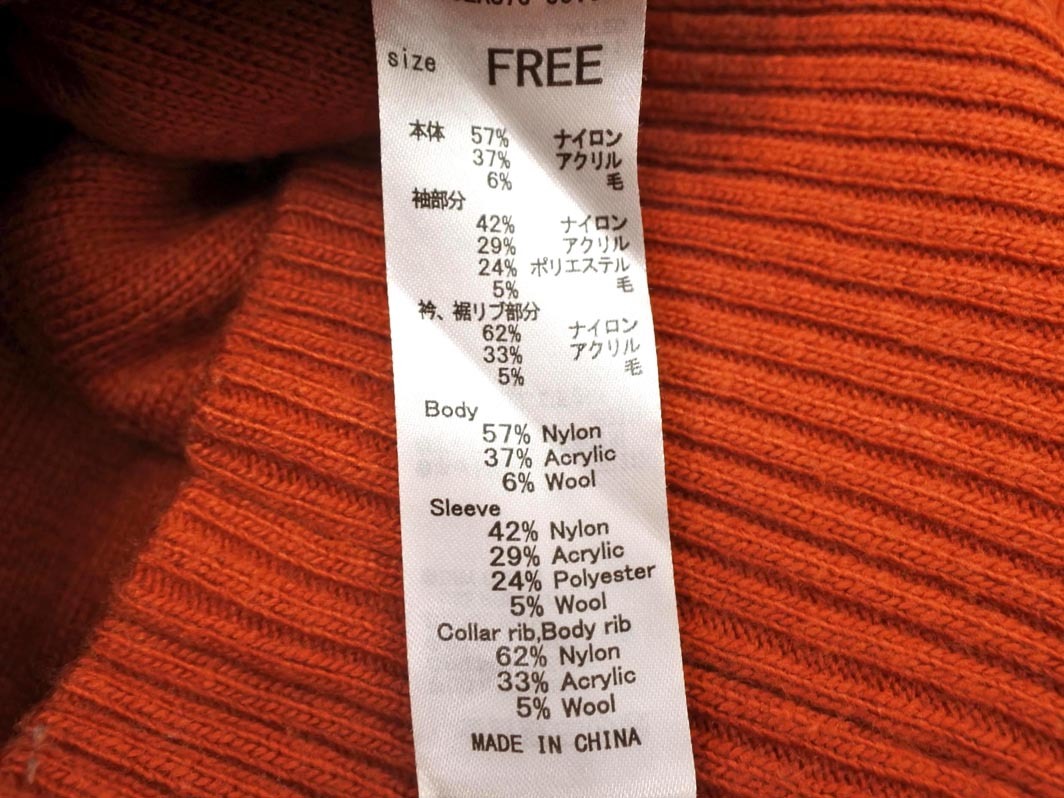 size FREE
本体 57% ナイロン
37% アクリル
6% 毛
袖部分
42% ナイロン
29% アクリル
24% ポリエステル
5% 毛
衿、裾リブ部分
62% ナイロン
33% アクリル
5% 毛
Body
57% Nylon
37% Acrylic
6% Wool
Sleeve
42% Nylon
29% Acrylic
24% Polyester
5% Wool
Collar rib,Body rib
62% Nylon
33% Acrylic
5% Wool
MADE IN CHINA